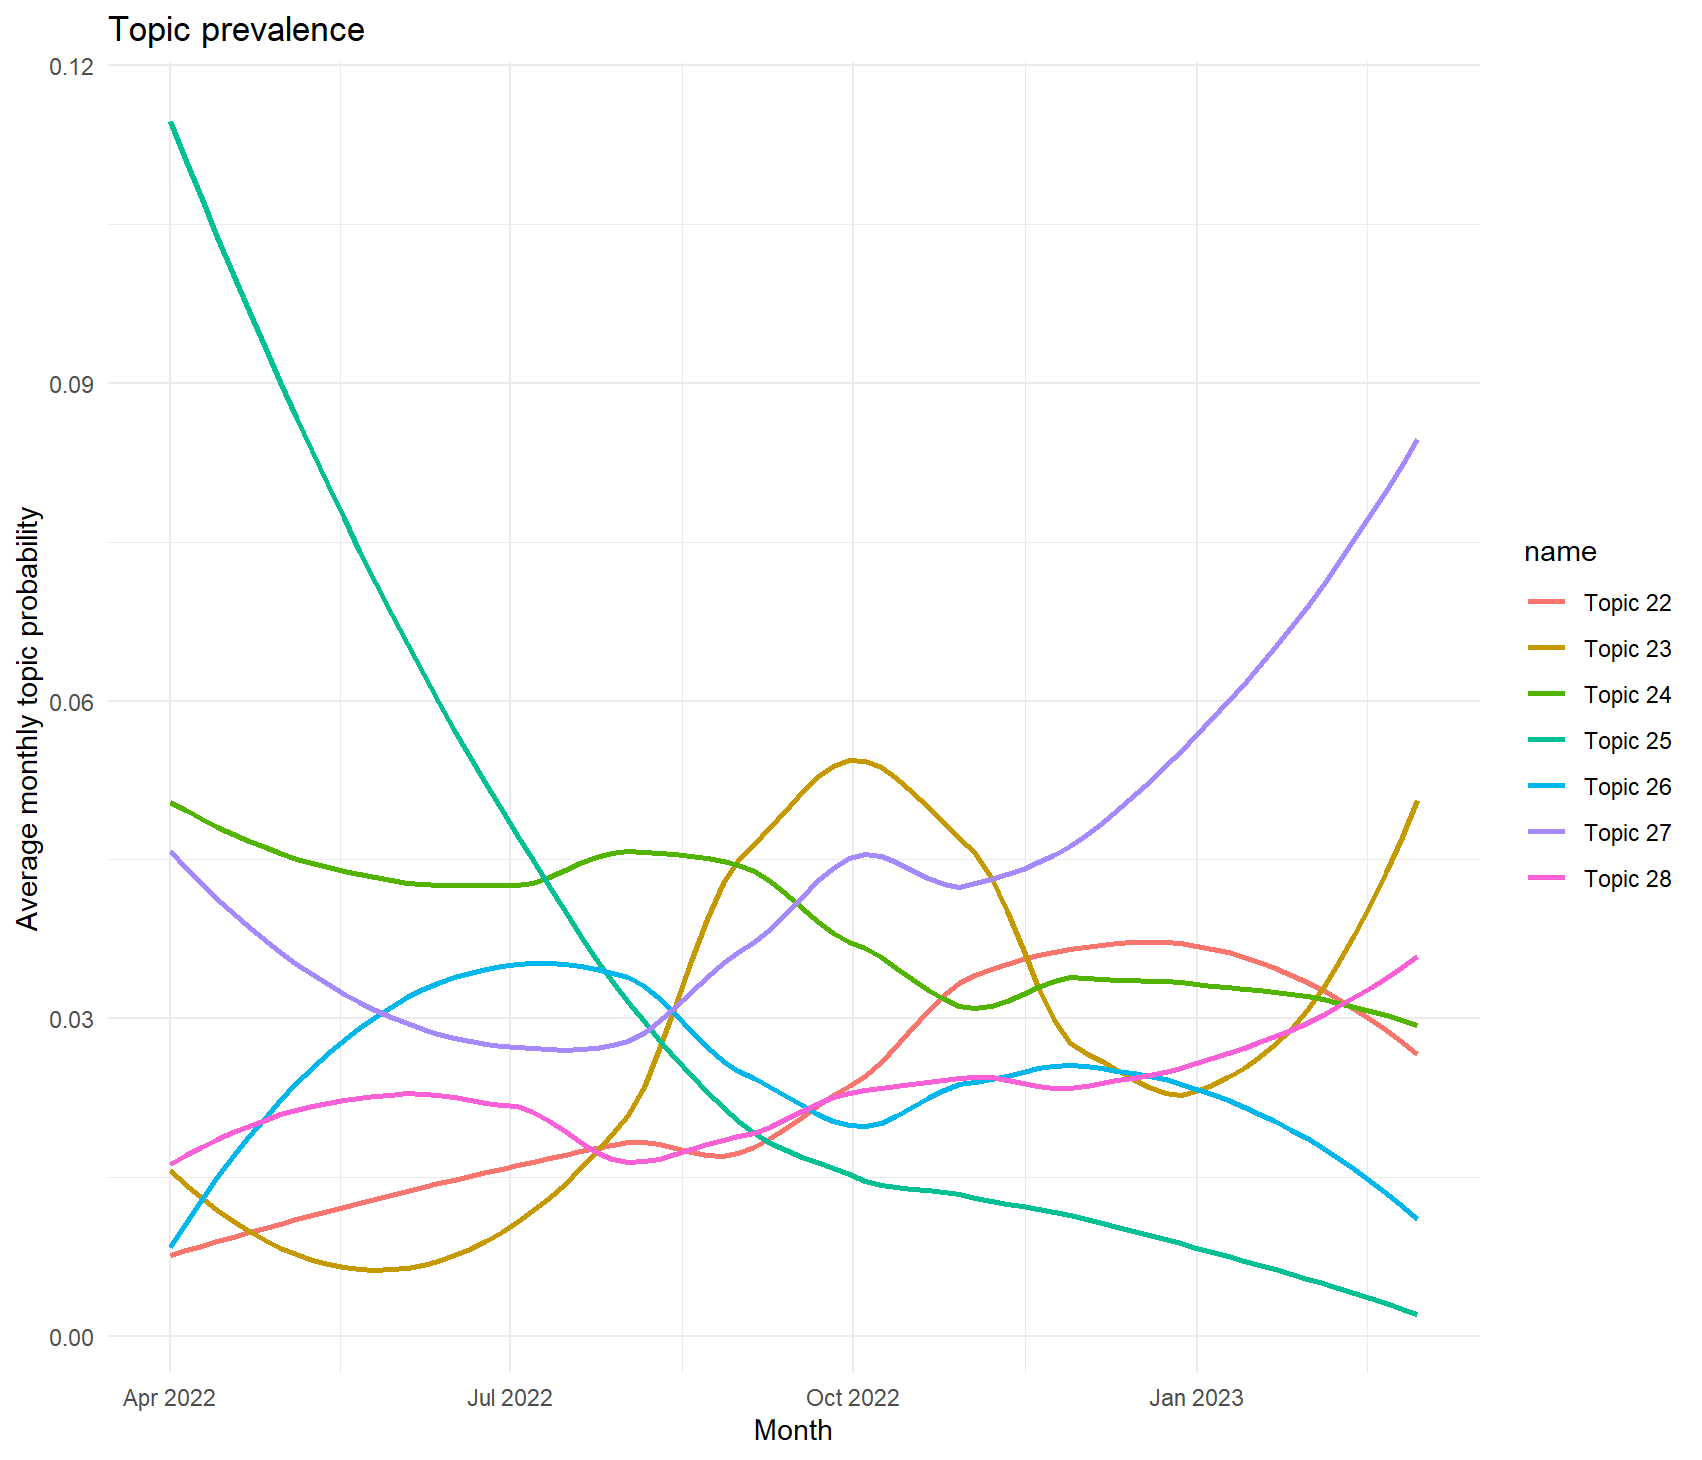 Topic prevalence
0.12
0.09
0.06
0.03
0.00
Average monthly topic probability
Apr 2022
Jul 2022
Oct 2022
Jan 2023
Month
name
Topic 22
Topic 23
Topic 24
Topic 25
Topic 26
Topic 27
Topic 28